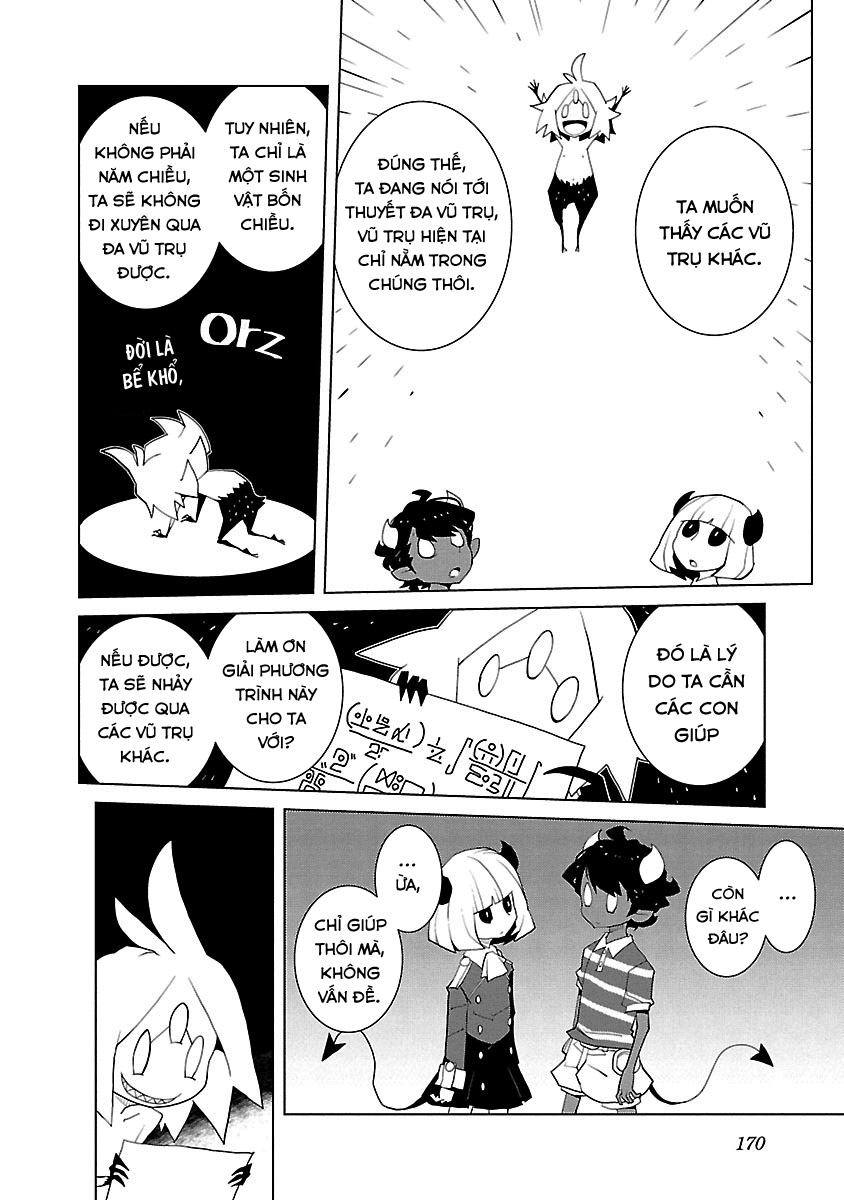 TA MUỐN
THẤY CÁC VŨ
TRỤ KHÁC.
ĐÚNG THẾ,
TA ĐANG NÓI TỚI
THUYẾT ĐA VŨ TRỤ,
VŨ TRỤ HIỆN TẠI
CHỈ NẰM TRONG
CHÚNG THÔI.
TUY NHIÊN,
TA CHỈ LÀ
MỘT SINH
VẬT BỐN
CHIỀU.
NẾU
KHÔNG PHẢI
NĂM CHIỀU,
TA SẼ KHÔNG
ĐI XUYÊN QUA
ĐA VŨ TRỤ
ĐƯỢC.
Orz
ĐỜI LÀ
BỂ KHỔ,
ĐÓ LÀ LÝ
DO TA CẦN
CÁC CON
GIÚP
LÀM ƠN
GIẢI PHƯƠNG
TRÌNH NÀY
CHO TA
VỚI?
NẾU ĐƯỢC,
TA SẼ NHẢY
ĐƯỢC QUA
CÁC VŨ TRỤ
KHÁC.
...
CÒN
GÌ KHÁC
ĐÂU?
...
ỪA,
CHỈ GIÚP
THÔI MÀ,
KHÔNG
VẤN ĐỀ.
170